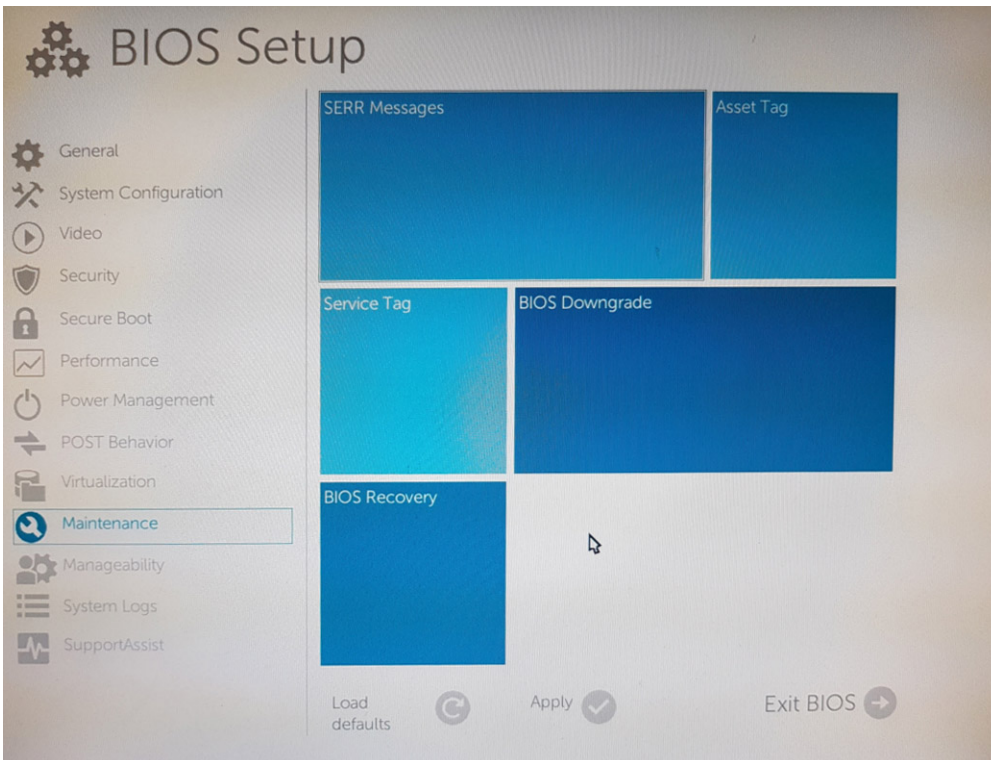 BIOS Setup
General
System Configuration
Video
Security
Secure Boot
Performance
Power Management
POST Behavior
Virtualization
Maintenance
Manageability
System Logs
SupportAssist
SERR Messages
Asset Tag
Service Tag
BIOS Downgrade
BIOS Recovery
Load
defaults
Apply
Exit BIOS